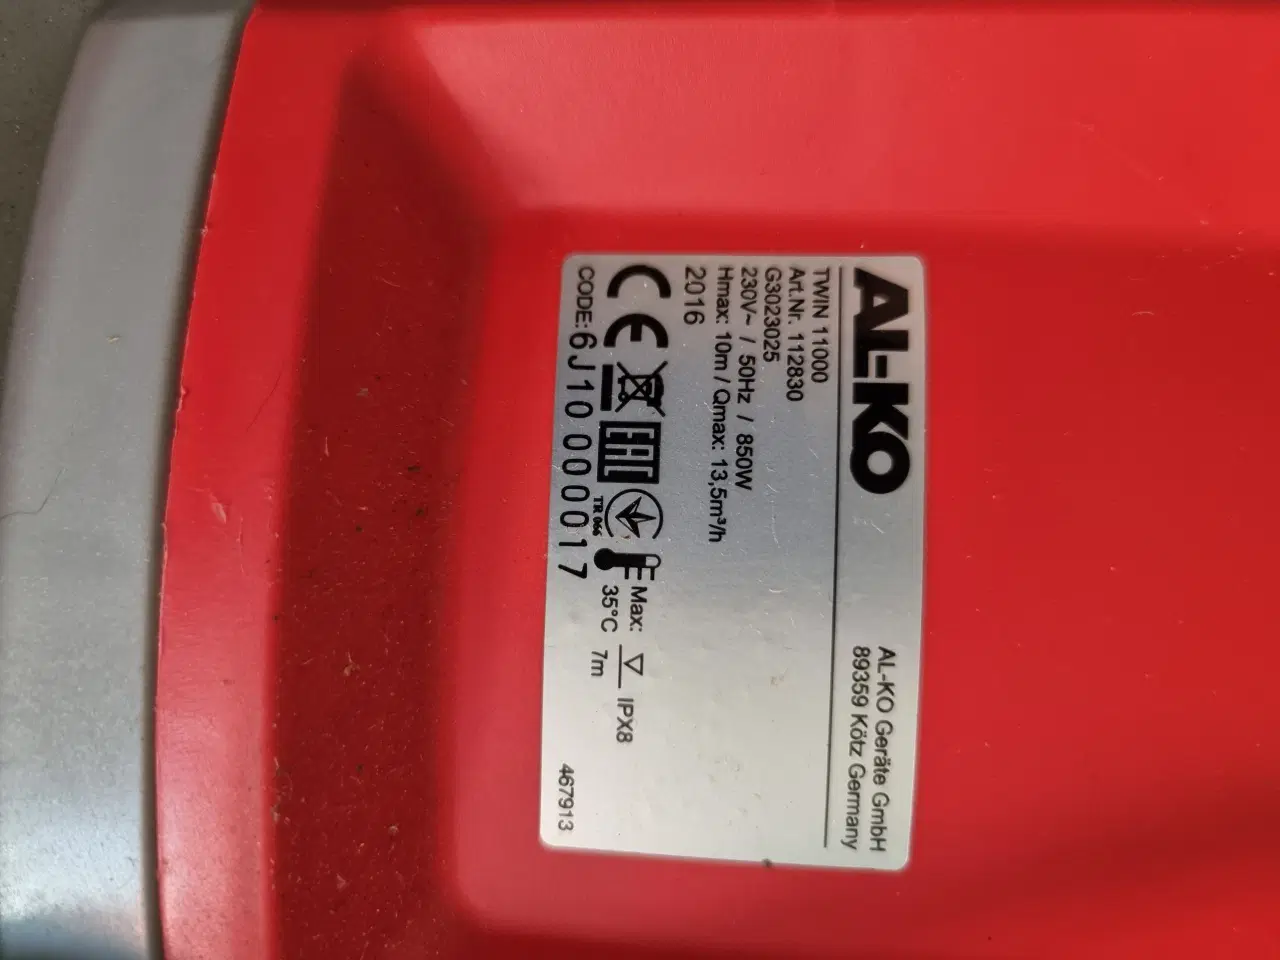 AL-KO
AL-KO Geräte GmbH
89359 Kötz Germany
TWIN 11000
Art.Nr. 112830
G3023025
230V~ / 50Hz / 850W
Hmax: 10m / Qmax: 13,5m³/h
2016
CE EAC TR 066 Max: 35°C 7m IPX8
CODE: 6J10 000017
467913